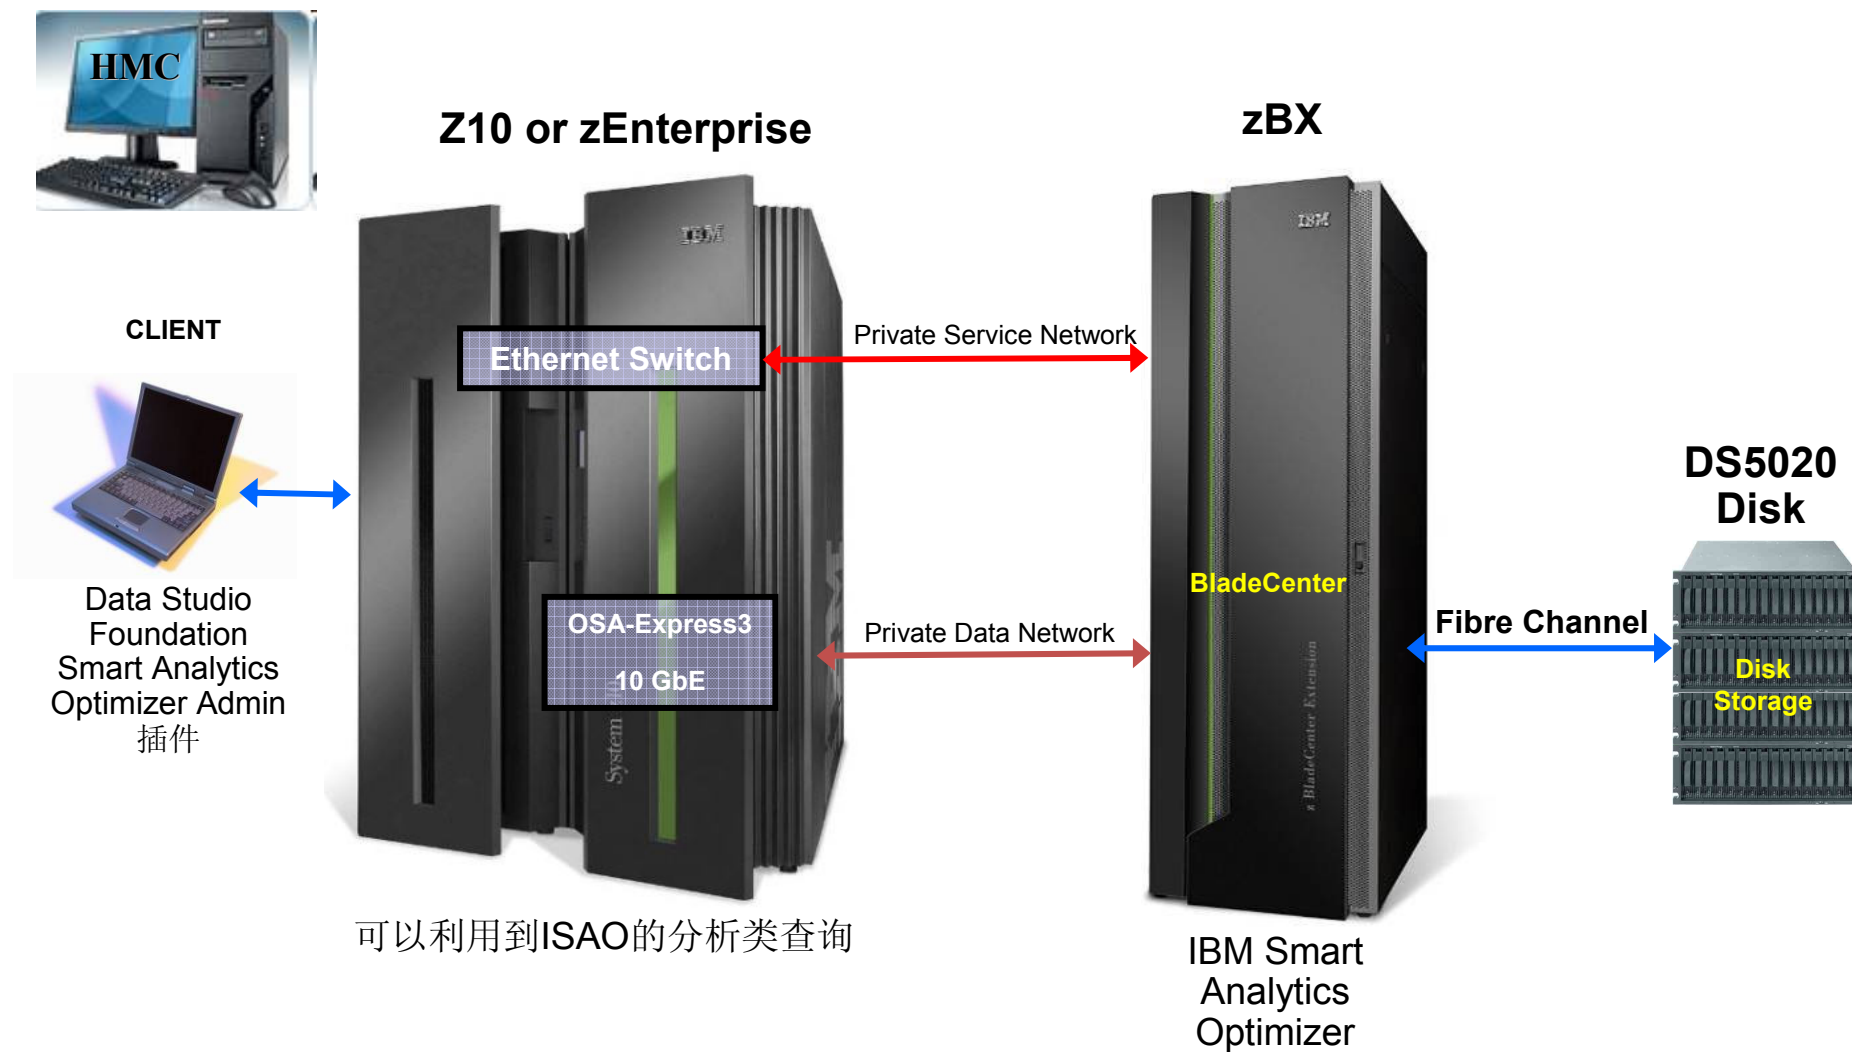 HMC
Z10 or zEnterprise
zBX
IBM
IBM
CLIENT
Ethernet Switch
Private Service Network
DS5020
Disk
BladeCenter
Data Studio
Foundation
Smart Analytics
Optimizer Admin
插件
OSA-Express3
10 GbE
Private Data Network
Fibre Channel
Disk
Storage
System z10
IBM
z BladeCenter Extension
可以利用到ISAO的分析类查询
IBM Smart
Analytics
Optimizer